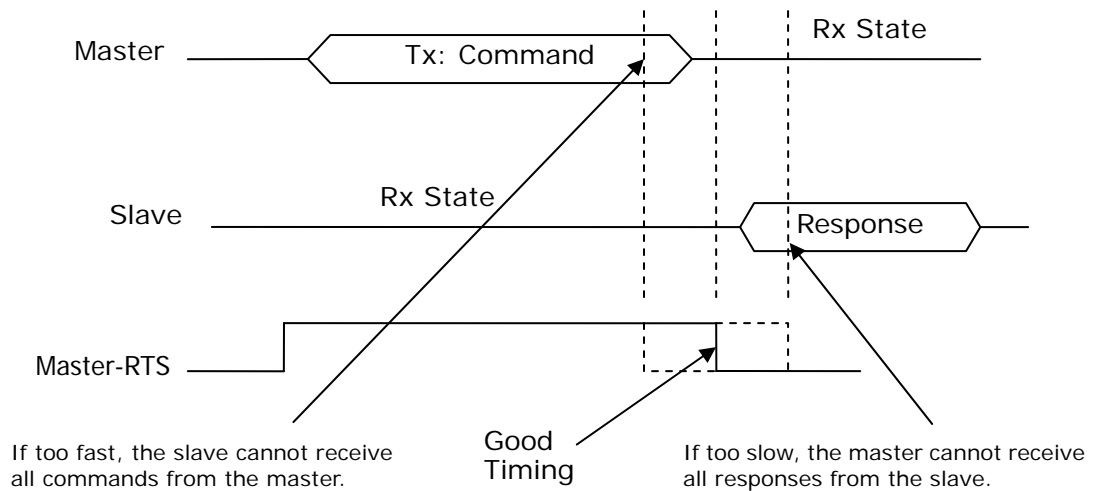 Rx State
Master
Tx: Command
Rx State
Slave
Response
Master-RTS
If too fast, the slave cannot receive
all commands from the master.
Good
Timing
If too slow, the master cannot receive
all responses from the slave.